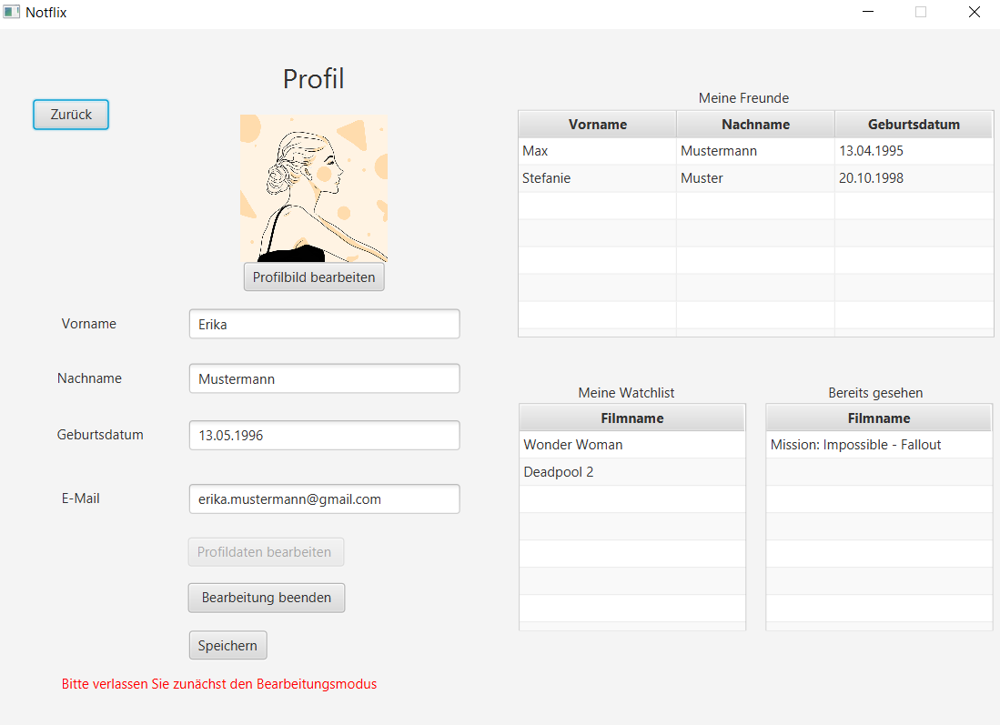 Notflix
Profil
Zurück
Profilbild bearbeiten
Vorname
Erika
Nachname
Mustermann
Geburtsdatum
13.05.1996
E-Mail
erika.mustermann@gmail.com
Profildaten bearbeiten
Bearbeitung beenden
Speichern
Bitte verlassen Sie zunächst den Bearbeitungsmodus
Meine Freunde
Vorname Nachname Geburtsdatum
Max Mustermann 13.04.1995
Stefanie Muster 20.10.1998
Meine Watchlist
Filmname
Wonder Woman
Deadpool 2
Bereits gesehen
Filmname
Mission: Impossible - Fallout